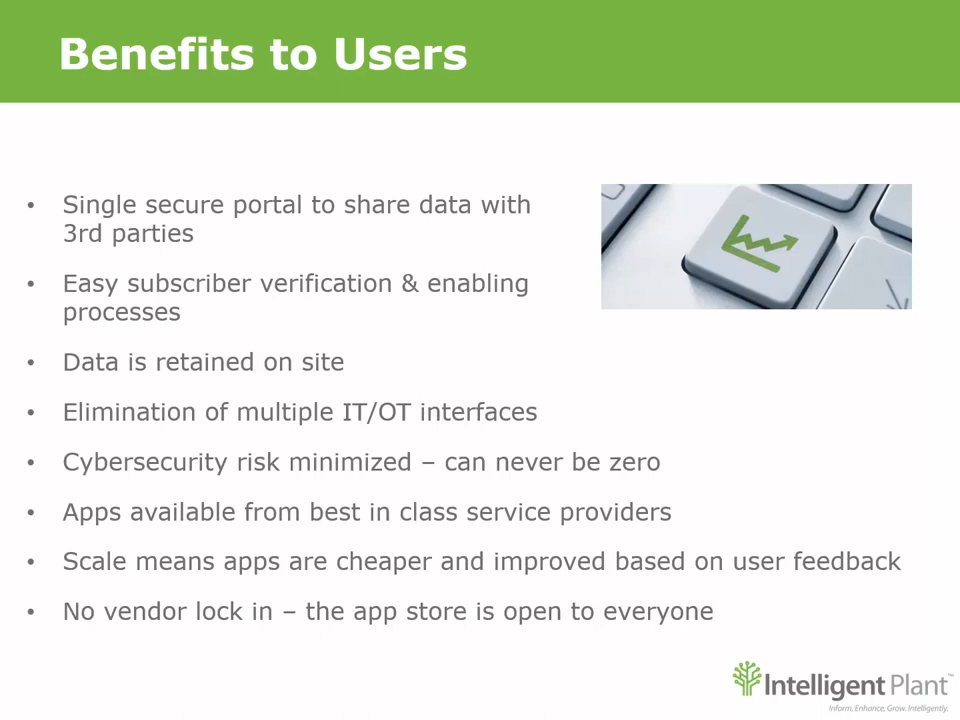 Benefits to Users
• Single secure portal to share data with
3rd parties
• Easy subscriber verification & enabling
processes
• Data is retained on site
• Elimination of multiple IT/OT interfaces
• Cybersecurity risk minimized – can never be zero
• Apps available from best in class service providers
• Scale means apps are cheaper and improved based on user feedback
• No vendor lock in – the app store is open to everyone
Intelligent Plant™
Inform, Enhance, Grow. Intelligently.